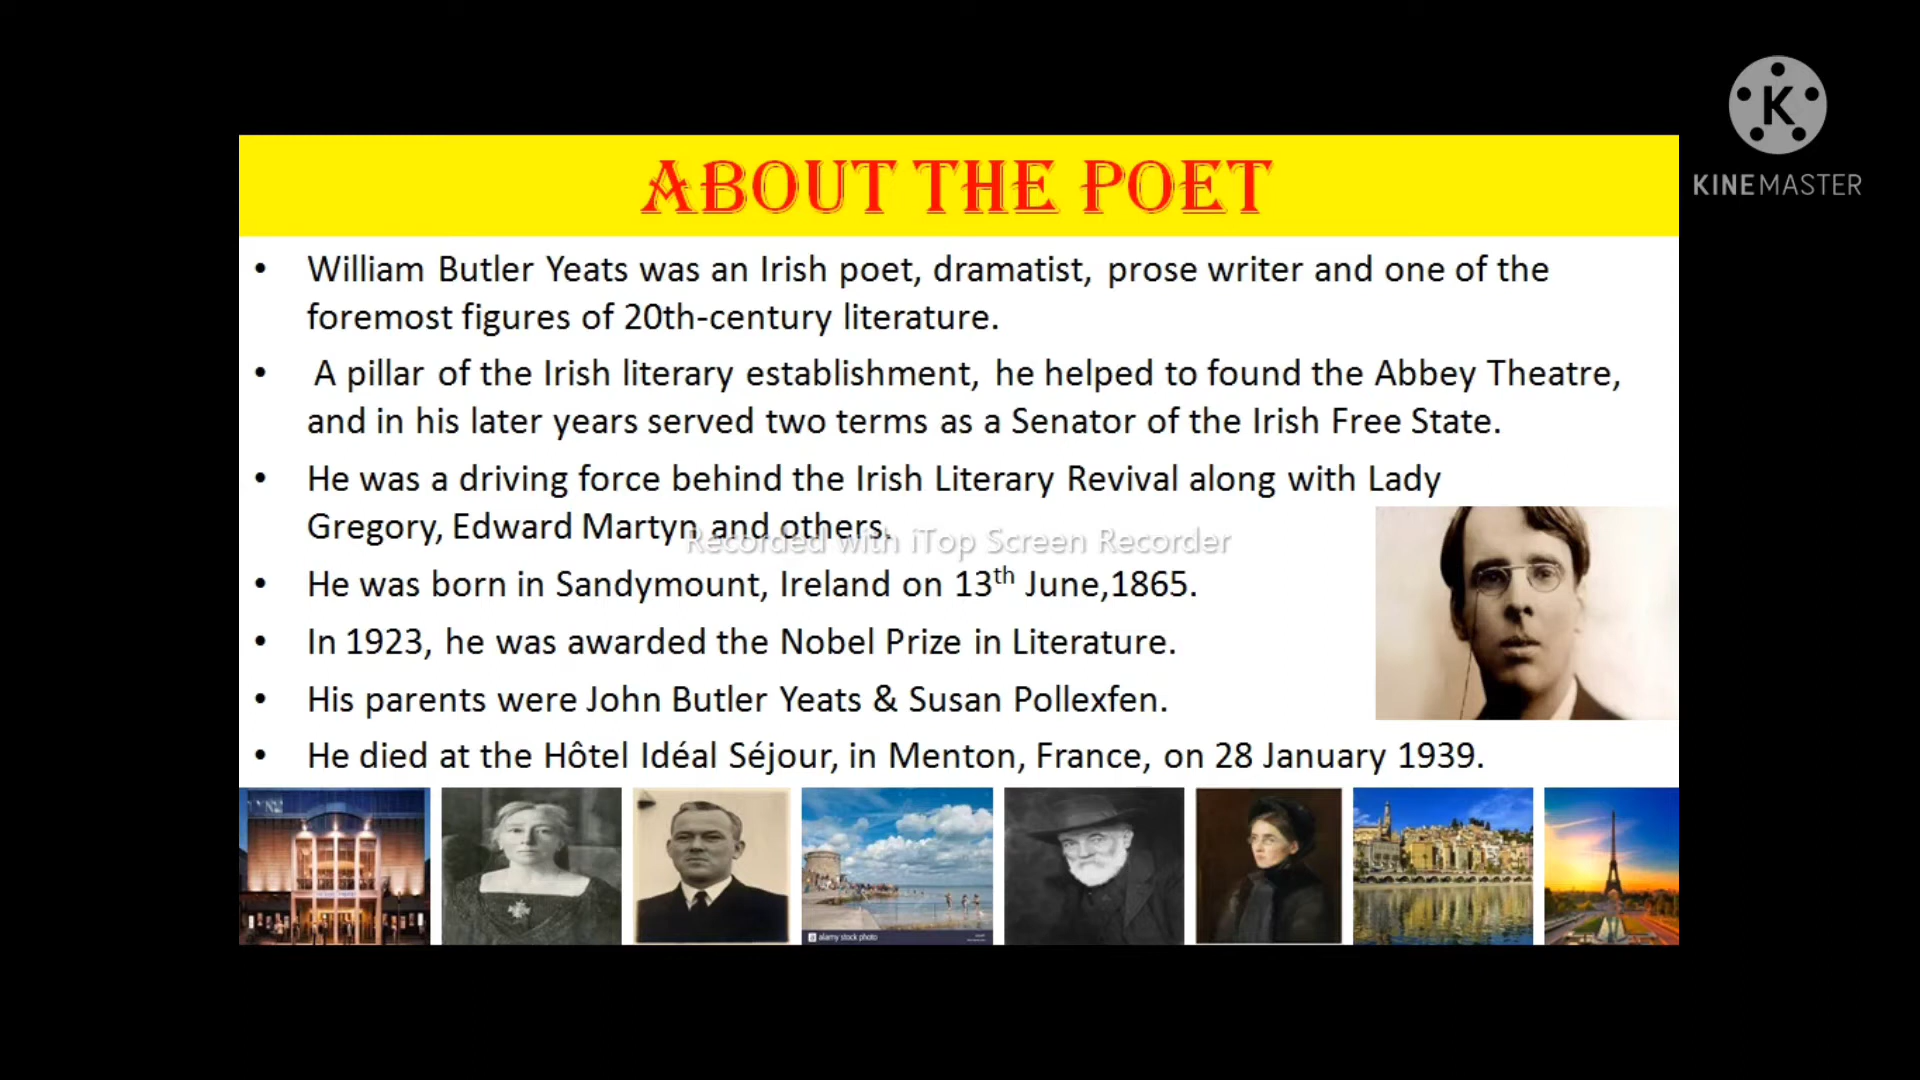 K
KINEMASTER
ABOUT THE POET
• William Butler Yeats was an Irish poet, dramatist, prose writer and one of the
foremost figures of 20th-century literature.
• A pillar of the Irish literary establishment, he helped to found the Abbey Theatre,
and in his later years served two terms as a Senator of the Irish Free State.
• He was a driving force behind the Irish Literary Revival along with Lady
Gregory, Edward Martyn and others.
Recorded with iTop Screen Recorder
• He was born in Sandymount, Ireland on 13th June,1865.
• In 1923, he was awarded the Nobel Prize in Literature.
• His parents were John Butler Yeats & Susan Pollexfen.
• He died at the Hôtel Idéal Séjour, in Menton, France, on 28 January 1939.
a alamy stock photo